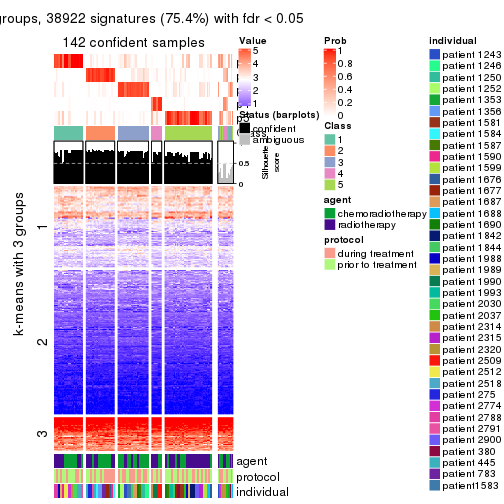 groups, 38922 signatures (75.4%) with fdr < 0.05
142 confident samples
k-means with 3 groups
1
2
3
Class
0.5
0
Silhouette
score
agent
protocol
individual
Value
5
4
3
2
1
Status (barplots)
confident
ambiguous
Prob
1
0.8
0.6
0.4
0.2
0
Class
1
2
3
4
5
agent
chemoradiotherapy
radiotherapy
protocol
during treatment
prior to treatment
individual
patient 1243
patient 1246
patient 1250
patient 1252
patient 1353
patient 1356
patient 1581
patient 1584
patient 1587
patient 1590
patient 1599
patient 1676
patient 1677
patient 1687
patient 1688
patient 1690
patient 1842
patient 1844
patient 1988
patient 1989
patient 1990
patient 1993
patient 2030
patient 2037
patient 2314
patient 2315
patient 2320
patient 2509
patient 2512
patient 2518
patient 275
patient 2774
patient 2788
patient 2791
patient 2900
patient 380
patient 445
patient 783
patient1583